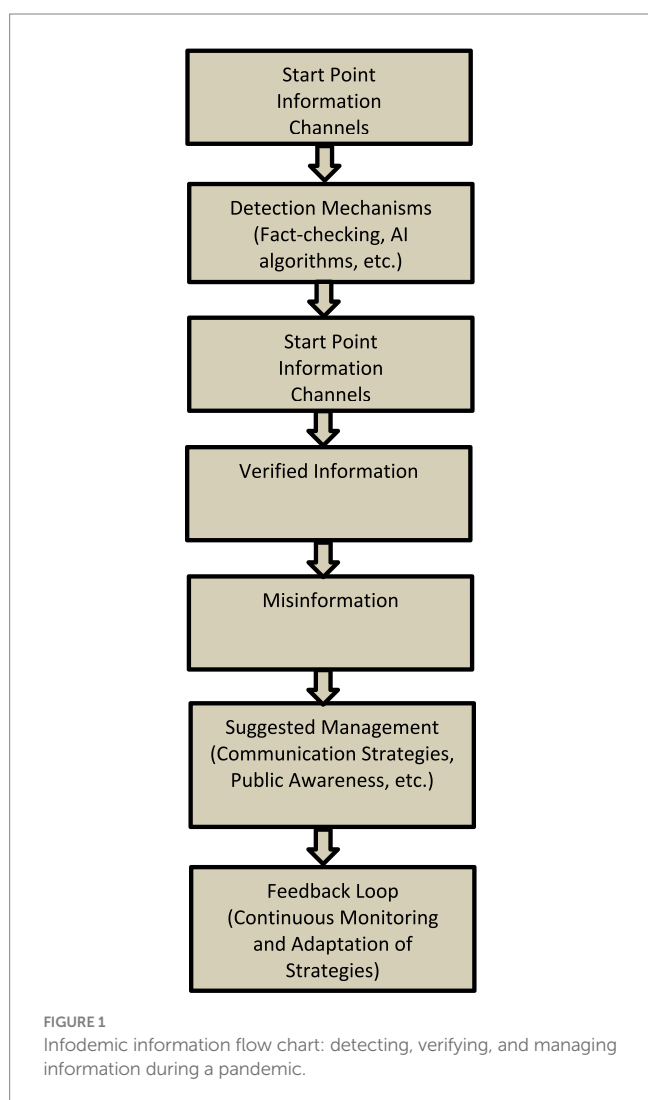 Start Point
Information
Channels
Detection Mechanisms
(Fact-checking, AI
algorithms, etc.)
Start Point
Information
Channels
Verified Information
Misinformation
Suggested Management
(Communication Strategies,
Public Awareness, etc.)
Feedback Loop
(Continuous Monitoring
and Adaptation of
Strategies)
FIGURE 1
Infodemic information flow chart: detecting, verifying, and managing
information during a pandemic.